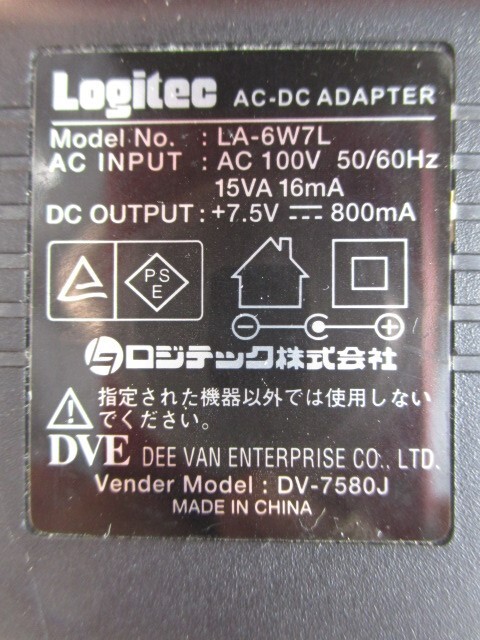 Logitec AC-DC ADAPTER
Model No. : LA-6W7L
AC INPUT : AC 100V 50/60Hz
15VA 16mA
DC OUTPUT : +7.5V ⎓ 800mA
PS
E
ロジテック株式会社
指定された機器以外では使用しない
でください。
DVE DEE VAN ENTERPRISE CO., LTD.
Vender Model : DV-7580J
MADE IN CHINA